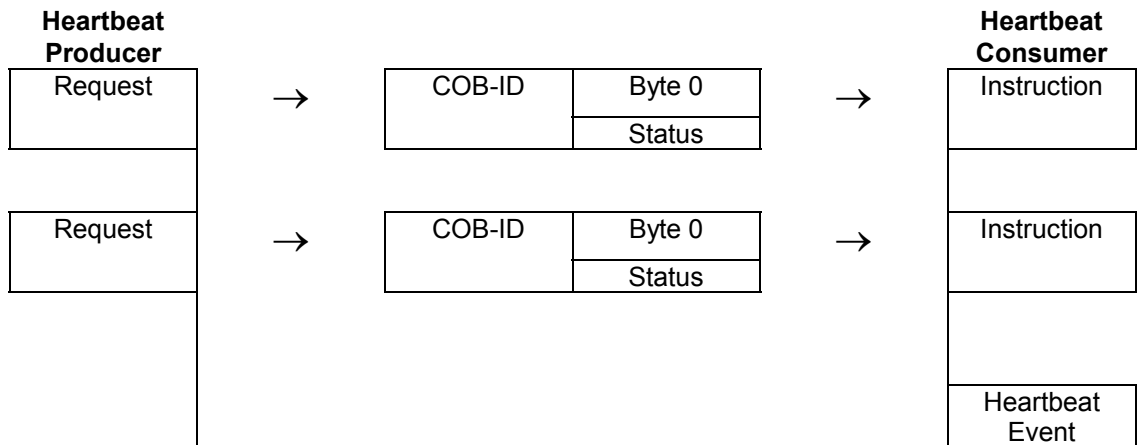 Heartbeat
Producer
Heartbeat
Consumer
Request
→
COB-ID
Byte 0
Status
→
Instruction
Request
→
COB-ID
Byte 0
Status
→
Instruction
Heartbeat
Event